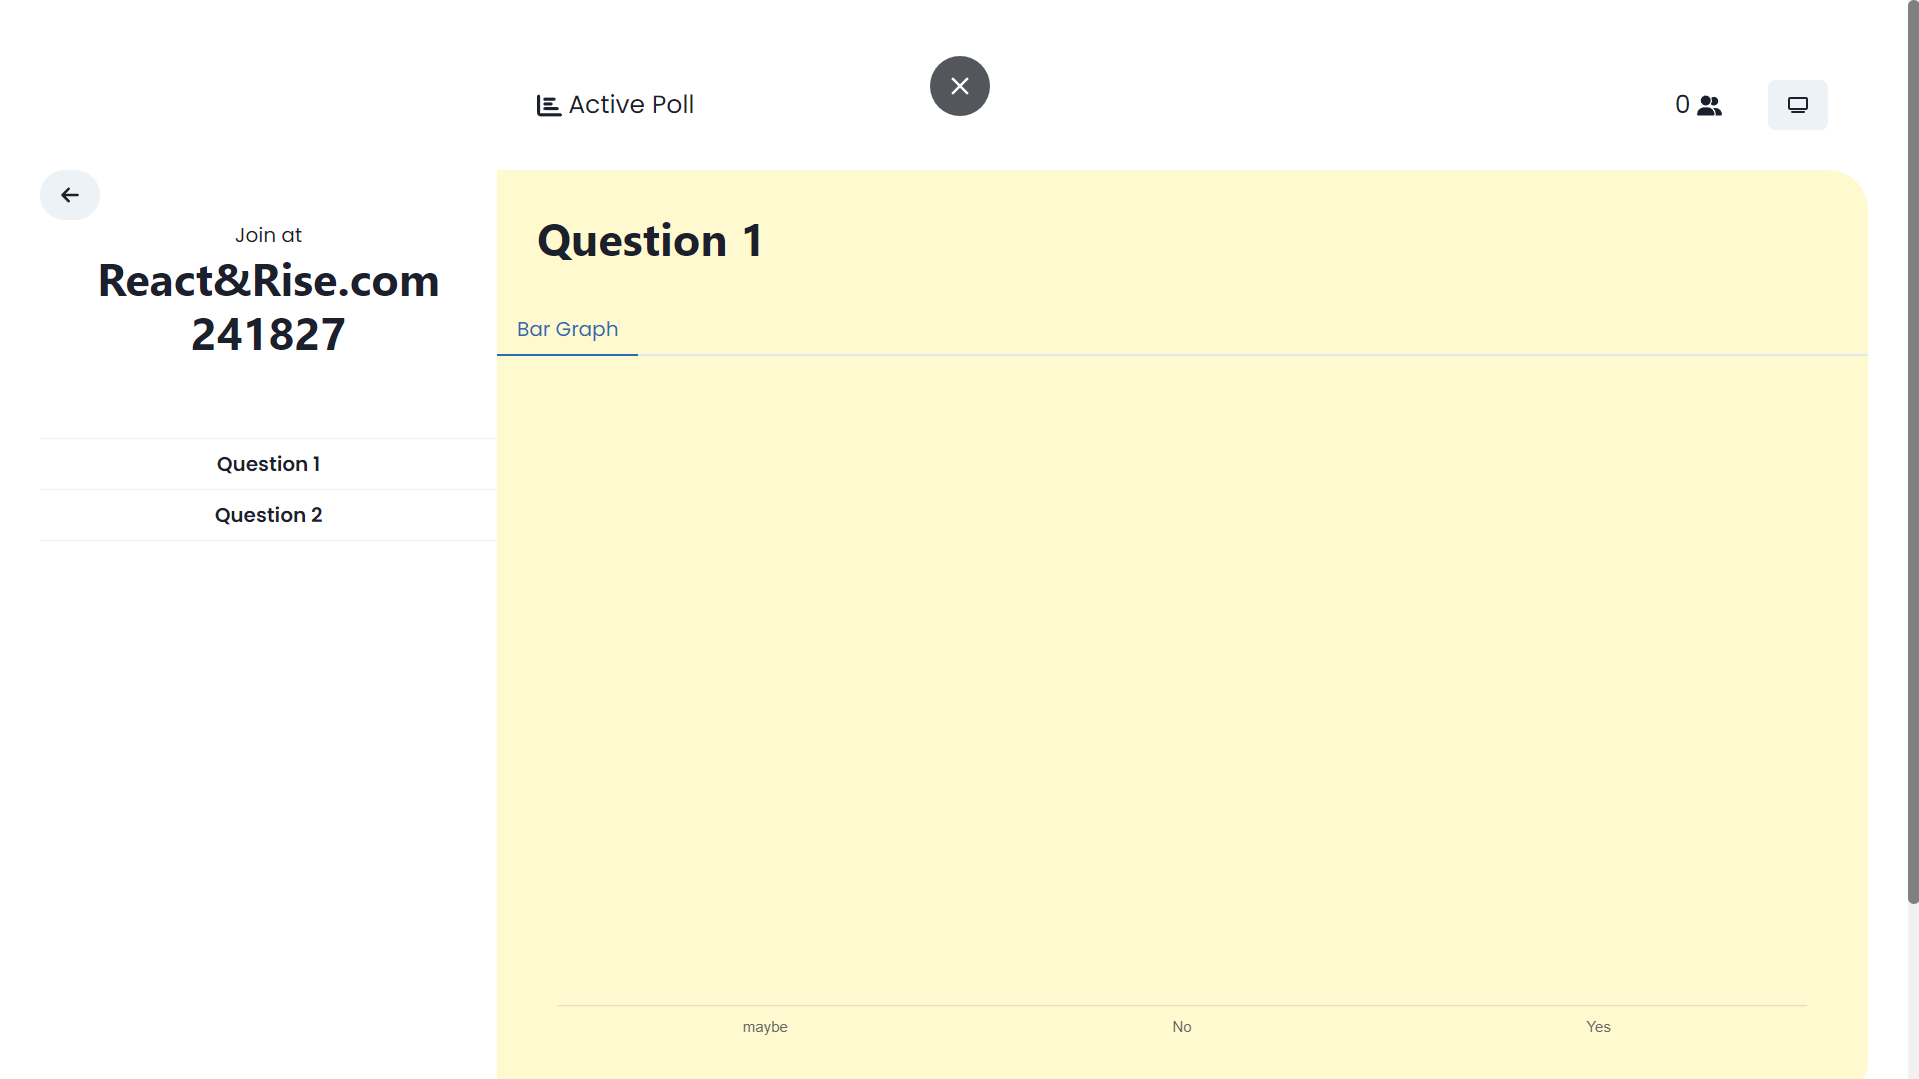 Active Poll
0
Join at
React&Rise.com
241827
Question 1
Question 2
Question 1
Bar Graph
maybe
No
Yes